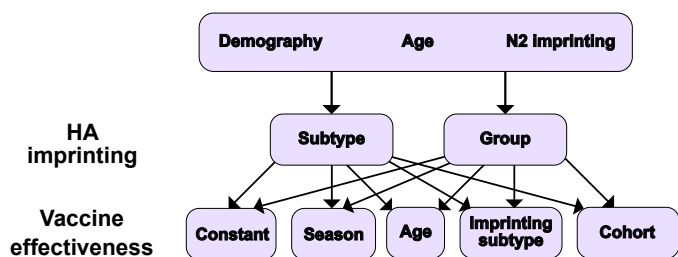 Demography Age N2 imprinting
HA
imprinting
Subtype Group
Vaccine
effectiveness
Constant Season Age Imprinting
subtype Cohort